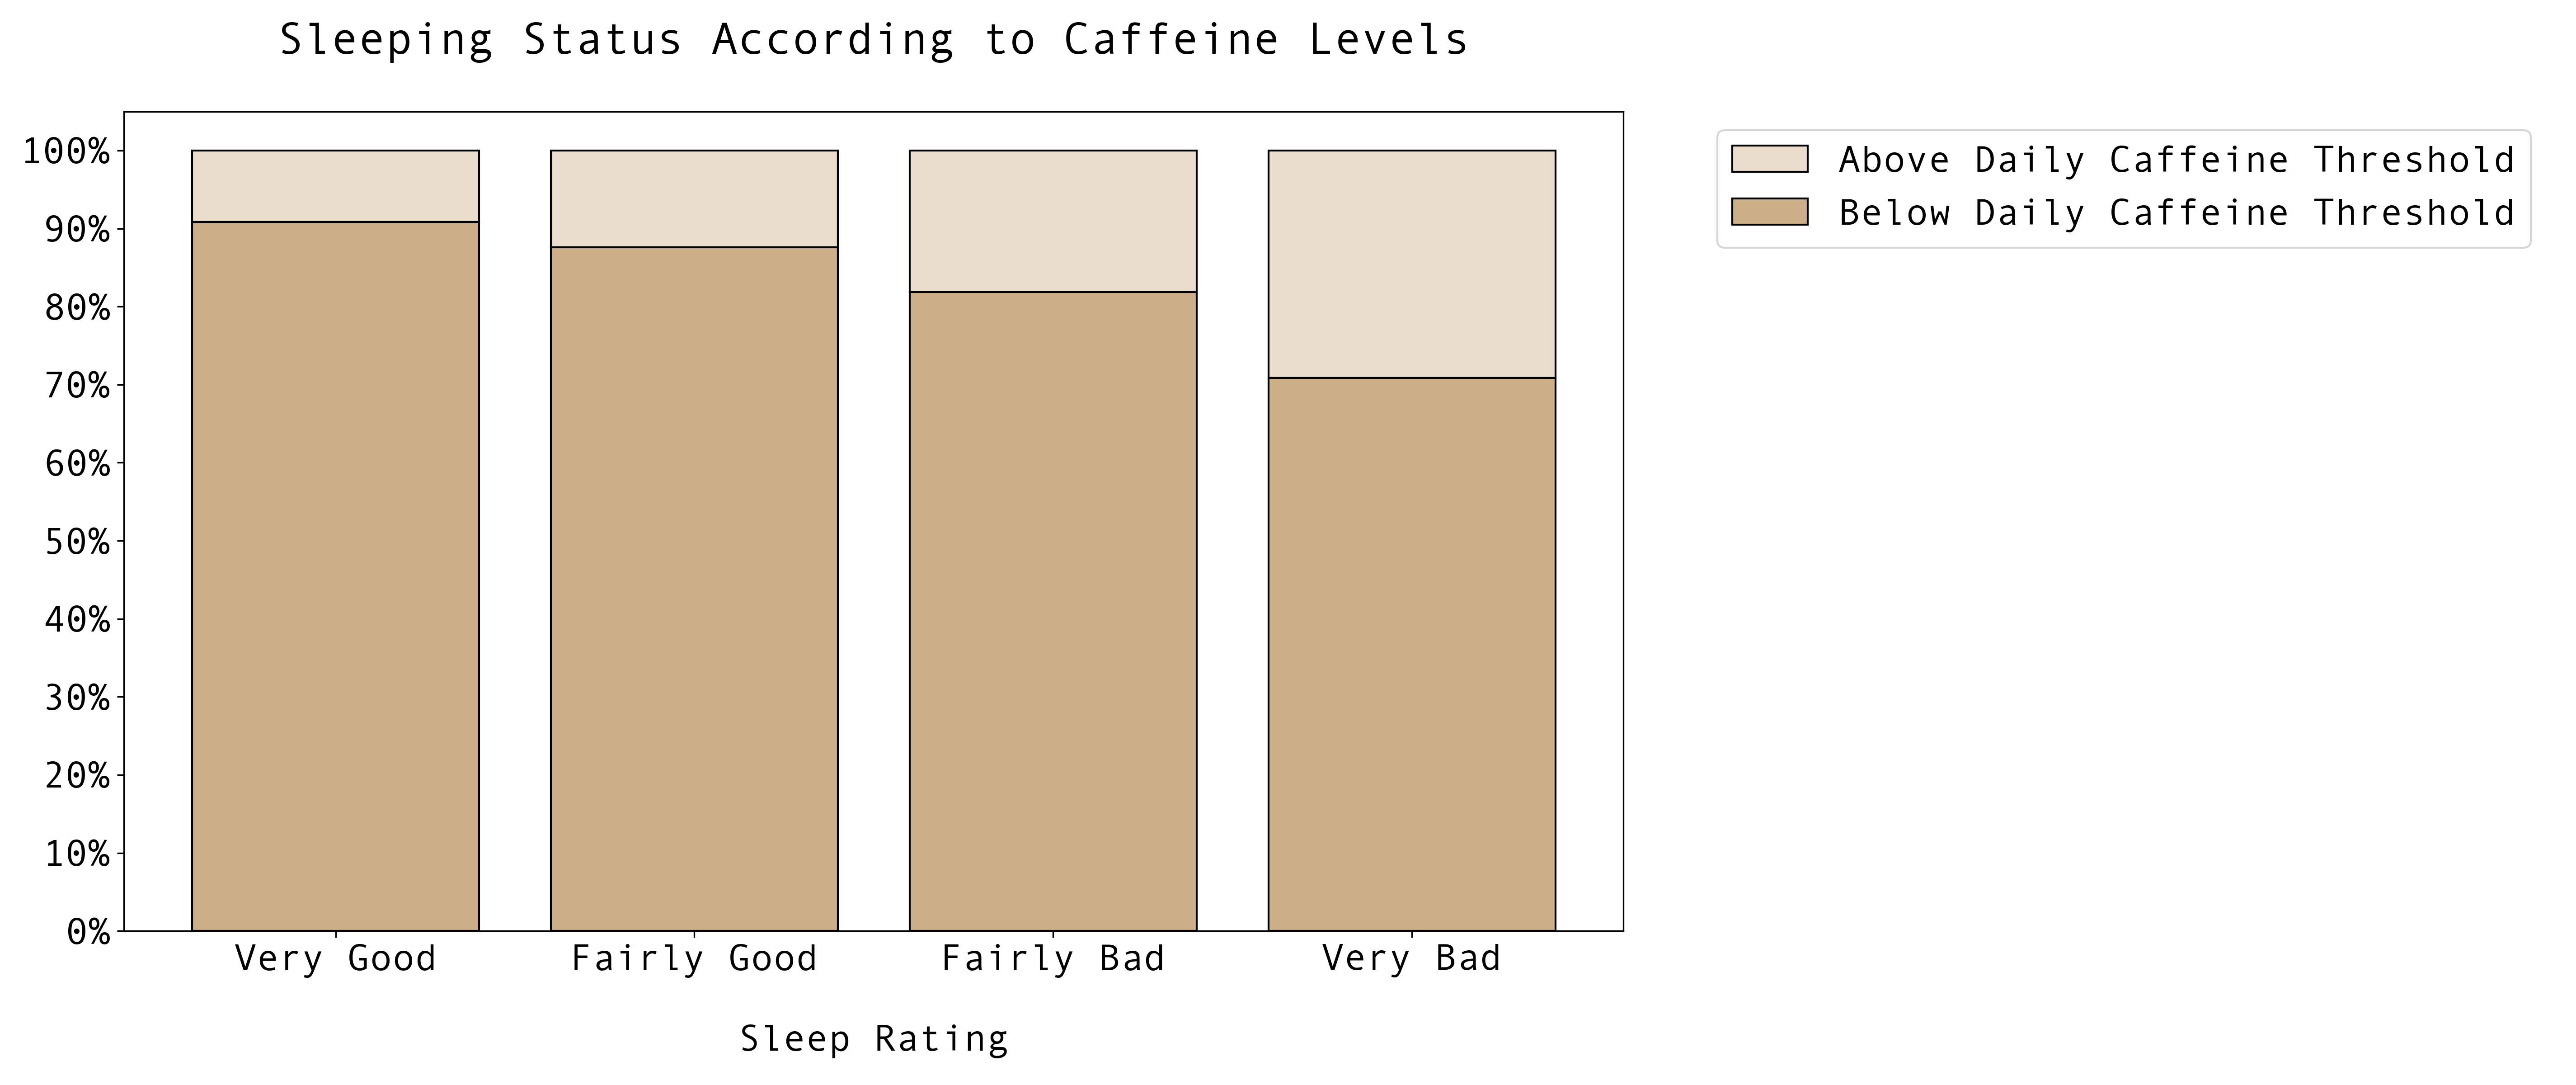 Sleeping Status According to Caffeine Levels
100%
90%
80%
70%
60%
50%
40%
30%
20%
10%
0%
Very Good
Fairly Good
Fairly Bad
Very Bad
Sleep Rating
Above Daily Caffeine Threshold
Below Daily Caffeine Threshold